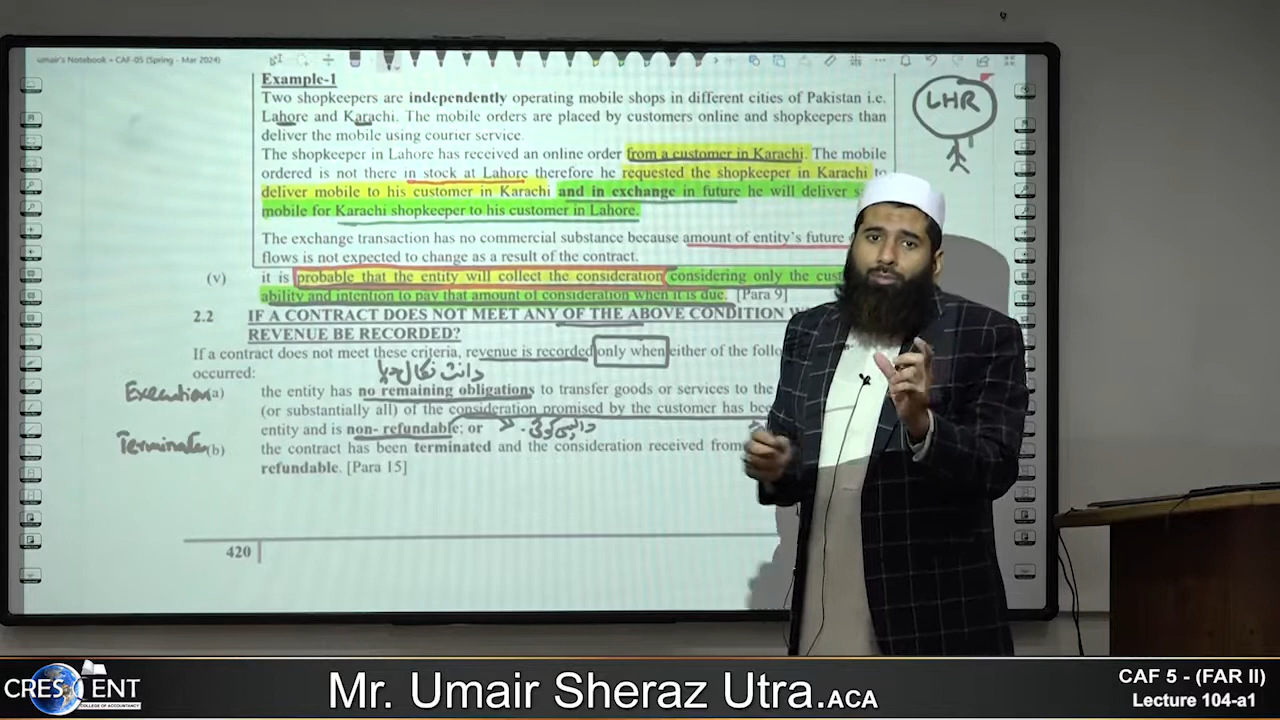 umair's Notebook - CAF-05 (Spring - Mar 2024)
Example-1
Two shopkeepers are independently operating mobile shops in different cities of Pakistan i.e.
Lahore and Karachi. The mobile orders are placed by customers online and shopkeepers than
deliver the mobile using courier service.
The shopkeeper in Lahore has received an online order from a customer in Karachi. The mobile
ordered is not there in stock at Lahore therefore he requested the shopkeeper in Karachi to
deliver mobile to his customer in Karachi and in exchange in future he will deliver
mobile for Karachi shopkeeper to his customer in Lahore.
The exchange transaction has no commercial substance because amount of entity's future
flows is not expected to change as a result of the contract.
(v) it is probable that the entity will collect the consideration considering only the
ability and intention to pay that amount of consideration when it is due. [Para 9]
2.2 IF A CONTRACT DOES NOT MEET ANY OF THE ABOVE CONDITION
REVENUE BE RECORDED?
If a contract does not meet these criteria, revenue is recorded only when either of the
occurred:
Execution (a) the entity has no remaining obligations to transfer goods or services to the
(or substantially all) of the consideration promised by the customer has
entity and is non- refundable; or
(b) the contract has been terminated and the consideration received from
refundable. [Para 15]
420
LHR
CRESCENT
COLLEGE OF ACCOUNTANCY
Mr. Umair Sheraz Utra.ACA
CAF 5 - (FAR II)
Lecture 104-a1